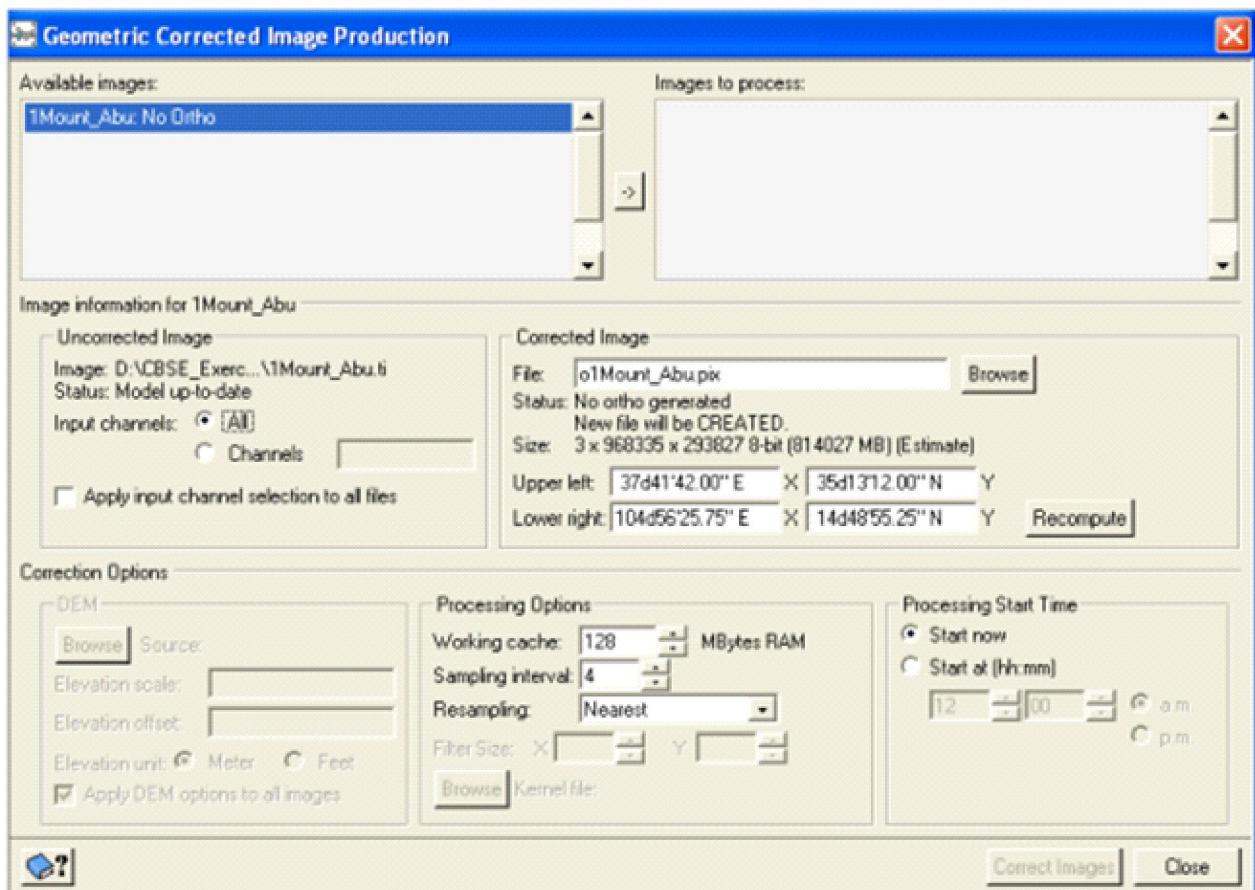 Geometric Corrected Image Production
Available images:
Images to process:
1Mount_Abu: No Ortho
->
Image information for 1Mount_Abu
Uncorrected Image
Image: D:\CBSE_Exerc...\1Mount_Abu.ti
Status: Model up-to-date
Input channels: All
Channels
Apply input channel selection to all files
Corrected Image
File: o1Mount_Abu.pix Browse
Status: No ortho generated
New file will be CREATED.
Size: 3 x 968335 x 293827 8-bit (814027 MB) (Estimate)
Upper left: 37d41'42.00" E X 35d13'12.00" N Y
Lower right: 104d56'25.75" E X 14d48'55.25" N Y Recompute
Correction Options
DEM
Browse Source:
Elevation scale:
Elevation offset:
Elevation unit: Meter Feet
Apply DEM options to all images
Processing Options
Working cache: 128 MBytes RAM
Sampling interval: 4
Resampling: Nearest
Filter Size: X Y
Browse Kernel file:
Processing Start Time
Start now
Start at (hh:mm)
12 00 a.m.
p.m.
? Correct Images Close